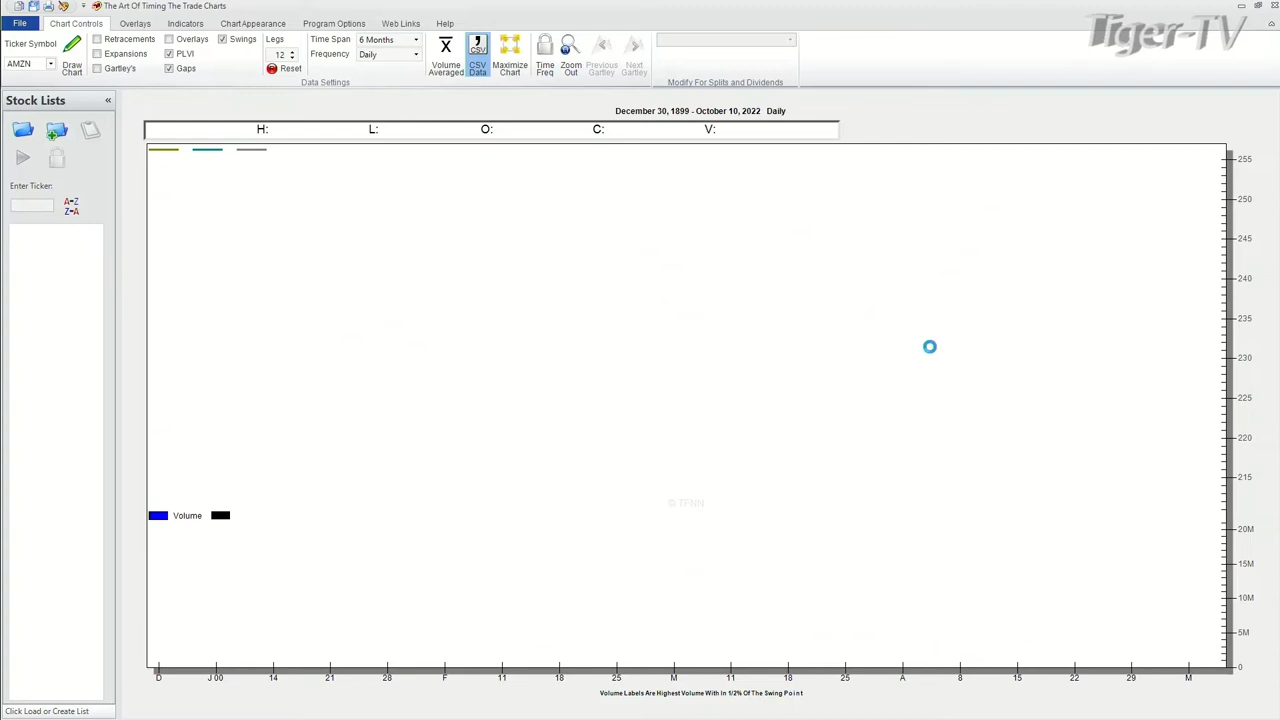 The Art Of Timing The Trade Charts
File Chart Controls Overlays Indicators Chart Appearance Program Options Web Links Help
Tiger-TV
Ticker Symbol
AMZN
Draw Chart
Retracements
Expansions
Gartley's
Overlays
PLVI
Gaps
Swings
Legs
12
Reset
Time Span 6 Months
Frequency Daily
Data Settings
Volume Averaged
CSV
CSV Data
Maximize Chart
Time Freq
Zoom Out
Previous Gartley
Next Gartley
Modify For Splits and Dividends
Stock Lists «
Enter Ticker:
A-Z
Z-A
Click Load or Create List
December 30, 1899 - October 10, 2022 Daily
H: L: O: C: V:
255
250
245
240
235
230
225
220
215
© TFNN
Volume
20M
15M
10M
5M
0
D J 00 14 21 28 F 11 18 25 M 11 18 25 A 8 15 22 29 M
Volume Labels Are Highest Volume With In 1/2% Of The Swing Point